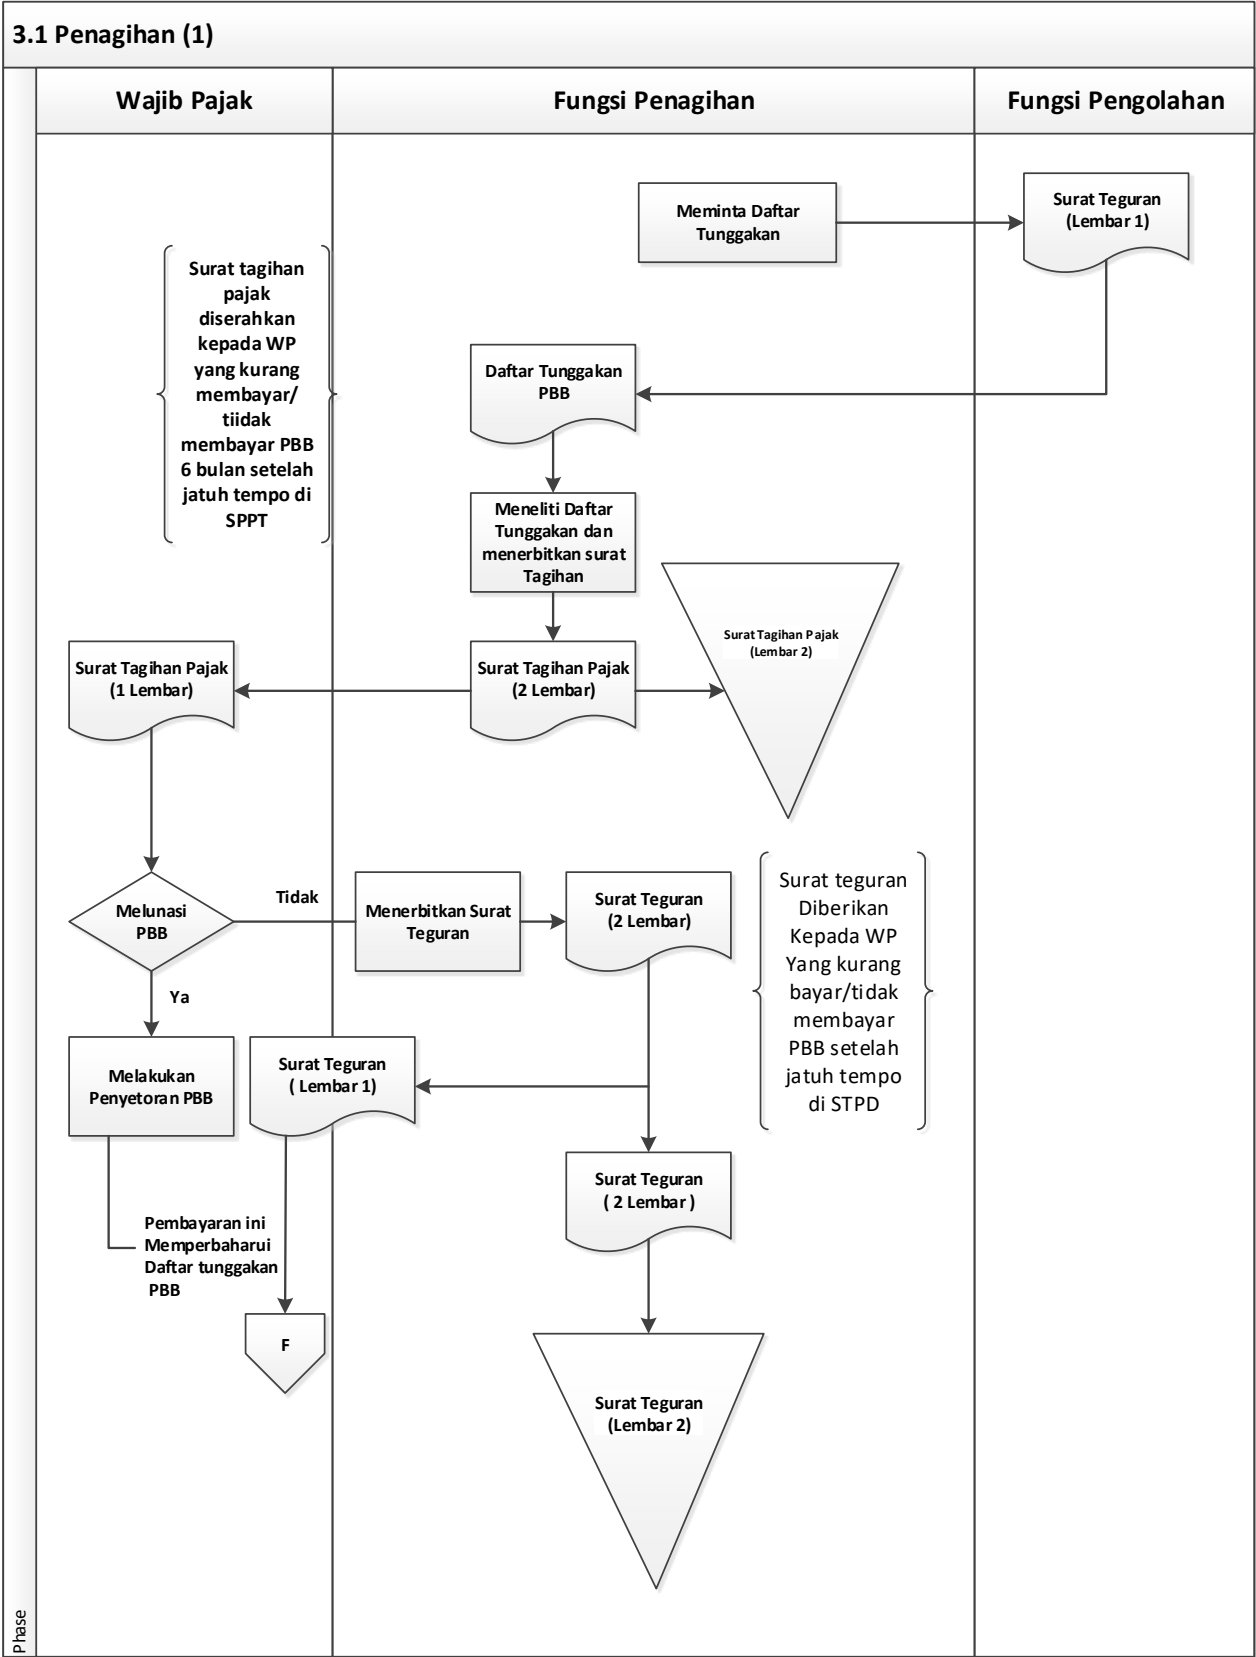 3.1 Penagihan (1)
Wajib Pajak
Fungsi Penagihan
Fungsi Pengolahan
Meminta Daftar
Tunggakan
Surat Teguran
(Lembar 1)
Surat tagihan
pajak
diserahkan
kepada WP
yang kurang
membayar/
tiidak
membayar PBB
6 bulan setelah
jatuh tempo di
SPPT
Daftar Tunggakan
PBB
Meneliti Daftar
Tunggakan dan
menerbitkan surat
Tagihan
Surat Tagihan Pajak
(1 Lembar)
Surat Tagihan Pajak
(2 Lembar)
Surat Tagihan Pajak
(Lembar 2)
Melunasi
PBB
Tidak
Ya
Menerbitkan Surat
Teguran
Surat Teguran
(2 Lembar)
Surat teguran
Diberikan
Kepada WP
Yang kurang
bayar/tidak
membayar
PBB setelah
jatuh tempo
di STPD
Melakukan
Penyetoran PBB
Surat Teguran
( Lembar 1)
Surat Teguran
( 2 Lembar )
Pembayaran ini
Memperbaharui
Daftar tunggakan
PBB
F
Surat Teguran
(Lembar 2)
Phase